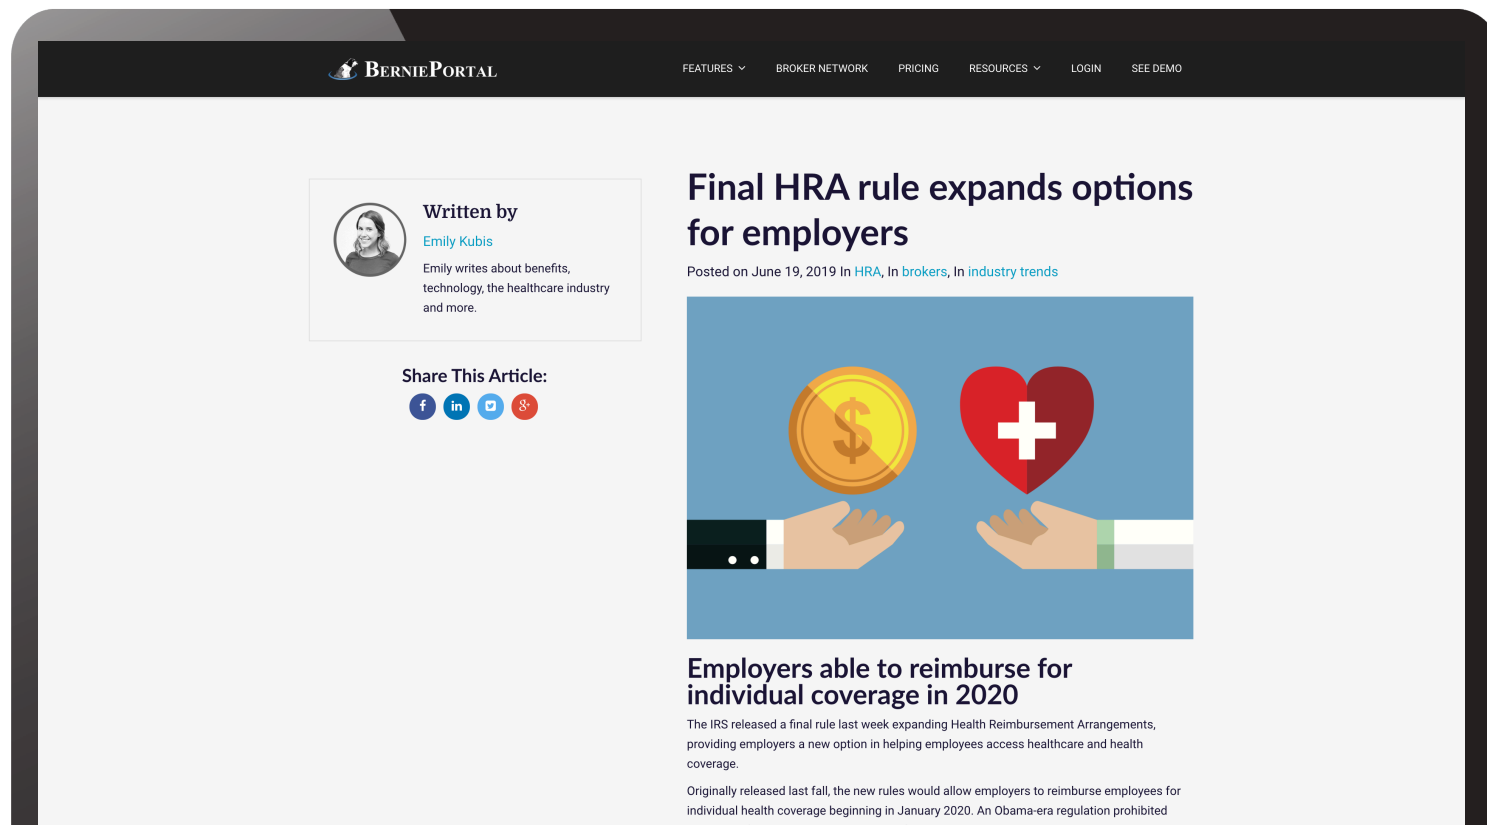 BERNIEPORTAL
FEATURES
BROKER NETWORK
PRICING
RESOURCES
LOGIN
SEE DEMO
Written by
Emily Kubis
Emily writes about benefits,
technology, the healthcare industry
and more.
Share This Article:
f
in
g+
Final HRA rule expands options
for employers
Posted on June 19, 2019 In HRA, In brokers, In industry trends
$
Employers able to reimburse for
individual coverage in 2020
The IRS released a final rule last week expanding Health Reimbursement Arrangements,
providing employers a new option in helping employees access healthcare and health
coverage.
Originally released last fall, the new rules would allow employers to reimburse employees for
individual health coverage beginning in January 2020. An Obama-era regulation prohibited